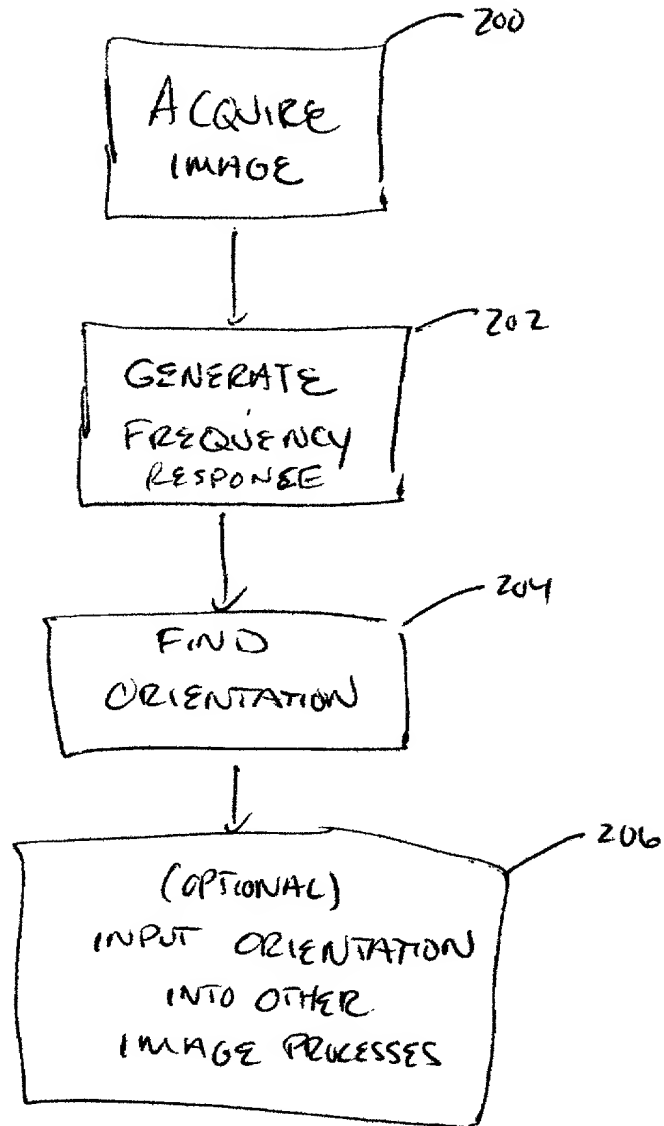 200
ACQUIRE
IMAGE
202
GENERATE
FREQUENCY
RESPONSE
204
FIND
ORIENTATION
206
(OPTIONAL)
INPUT ORIENTATION
INTO OTHER
IMAGE PROCESSES